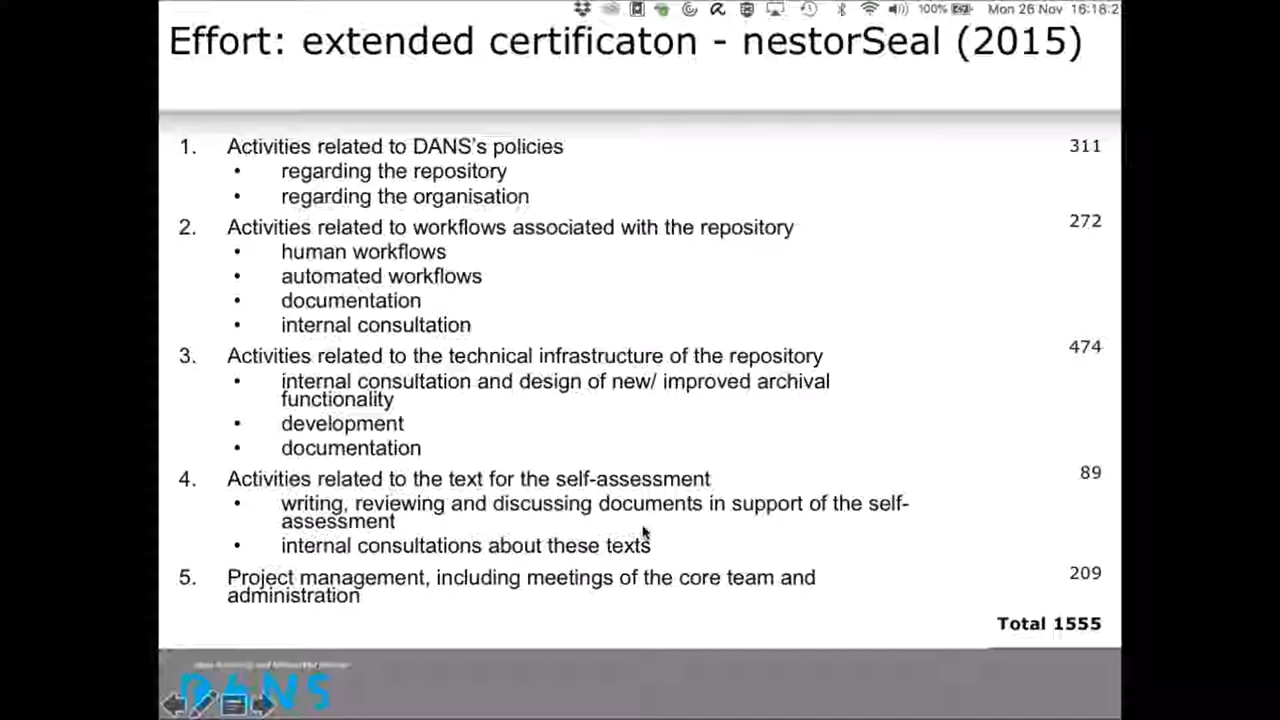 100%
Mon 26 Nov 16:18:2
Effort: extended certificaton - nestorSeal (2015)
1. Activities related to DANS's policies 311
• regarding the repository
• regarding the organisation
2. Activities related to workflows associated with the repository 272
• human workflows
• automated workflows
• documentation
• internal consultation
3. Activities related to the technical infrastructure of the repository 474
• internal consultation and design of new/ improved archival
functionality
• development
• documentation
4. Activities related to the text for the self-assessment 89
• writing, reviewing and discussing documents in support of the self-
assessment
• internal consultations about these texts
5. Project management, including meetings of the core team and 209
administration
Total 1555
DANS